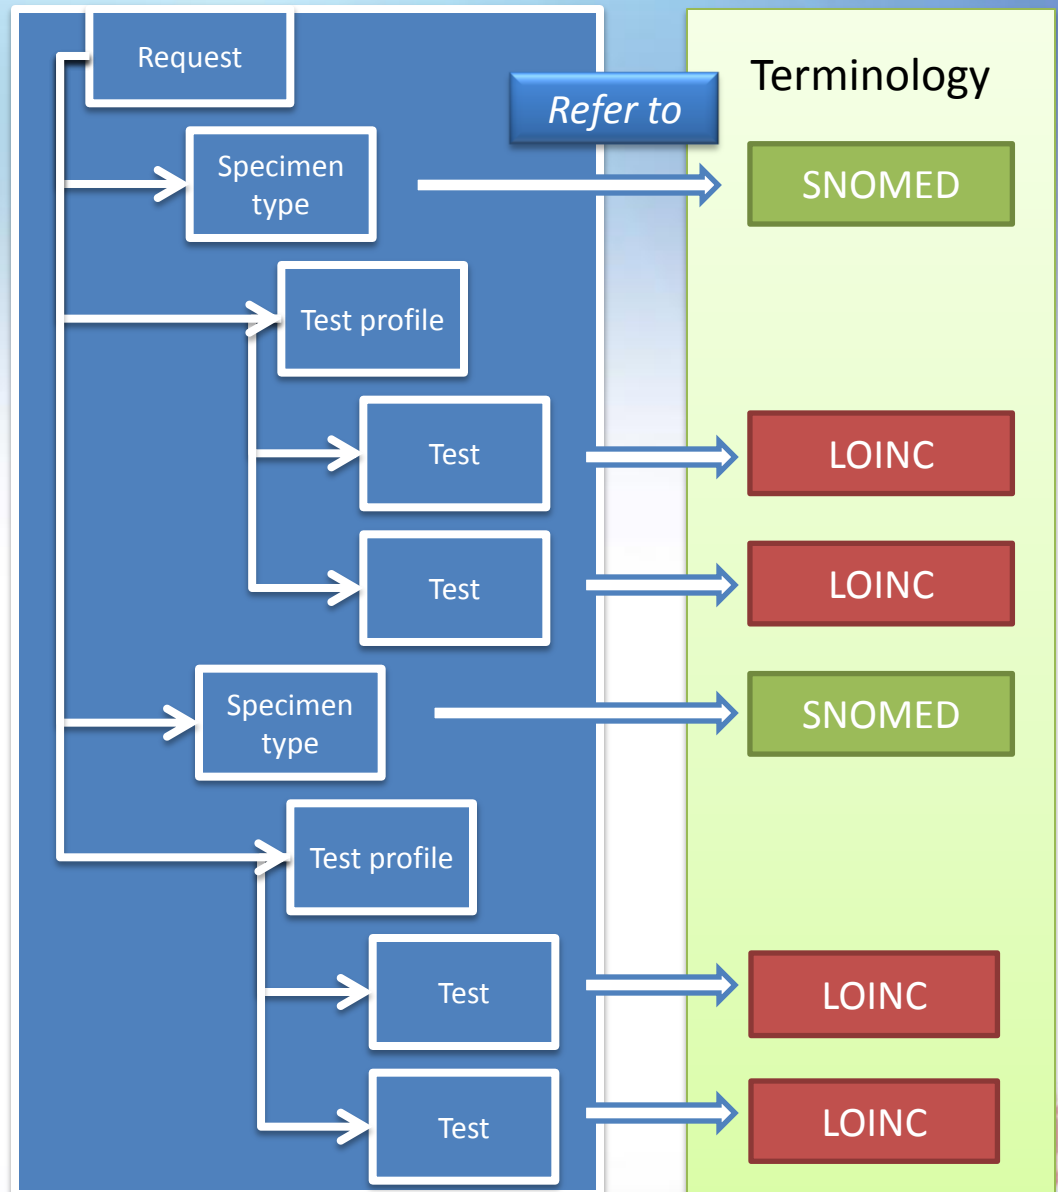 Request
Terminology
Refer to
Specimen
type
SNOMED
Test profile
Test
LOINC
Test
LOINC
Specimen
type
SNOMED
Test profile
Test
LOINC
Test
LOINC